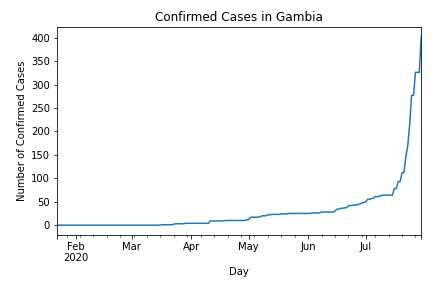 Confirmed Cases in Gambia
Number of Confirmed Cases
400
350
300
250
200
150
100
50
0
Feb Mar Apr May Jun Jul
2020
Day